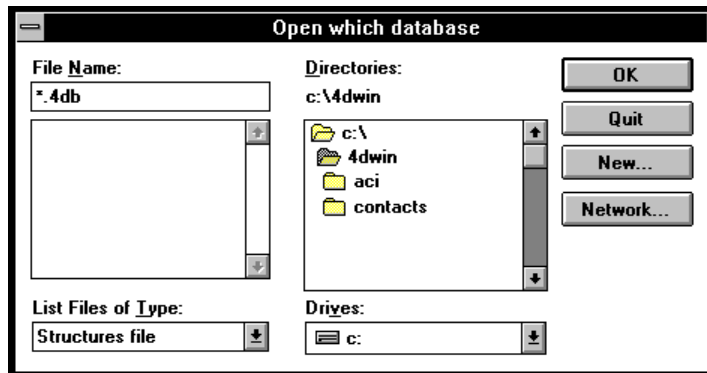 Open which database
File Name:
*.4db
Directories:
c:\4dwin
c:\
4dwin
aci
contacts
OK
Quit
New...
Network...
List Files of Type:
Structures file
Drives:
c: